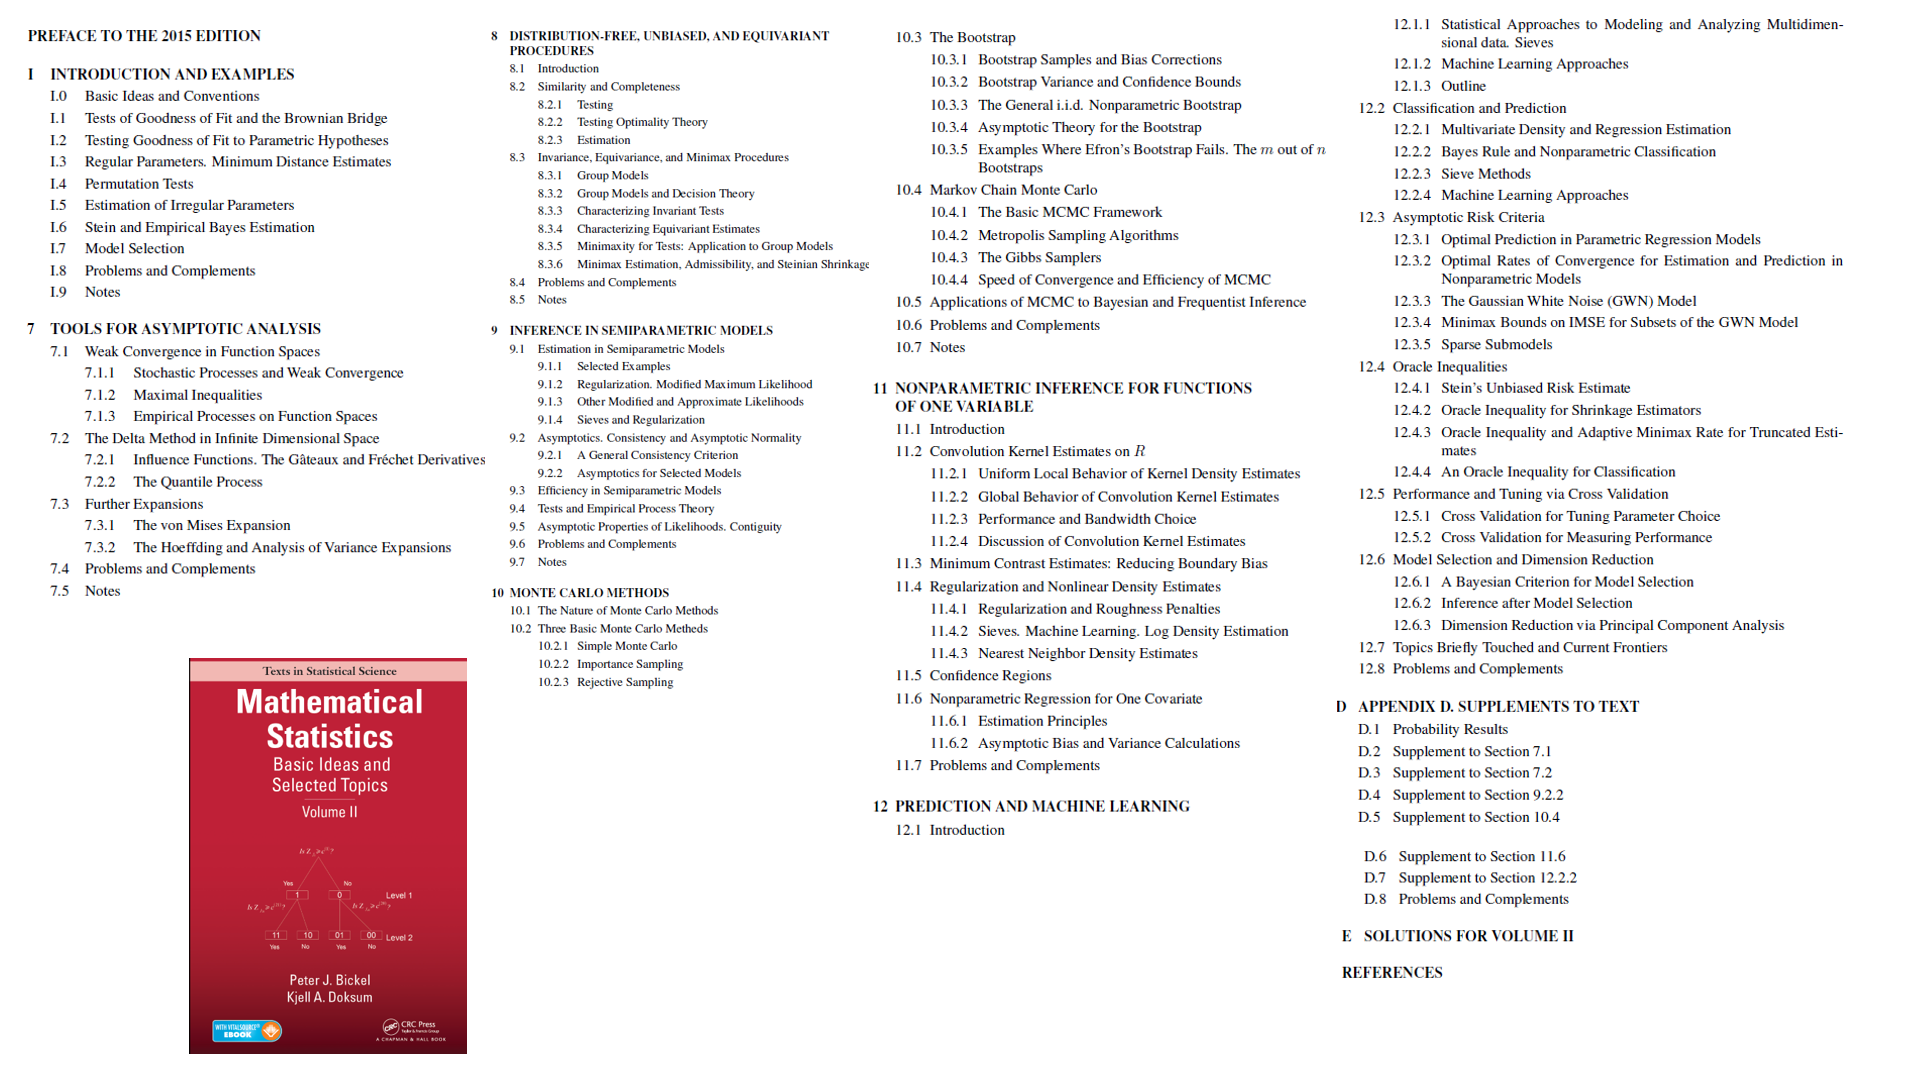 PREFACE TO THE 2015 EDITION
I INTRODUCTION AND EXAMPLES
I.0 Basic Ideas and Conventions
I.1 Tests of Goodness of Fit and the Brownian Bridge
I.2 Testing Goodness of Fit to Parametric Hypotheses
I.3 Regular Parameters. Minimum Distance Estimates
I.4 Permutation Tests
I.5 Estimation of Irregular Parameters
I.6 Stein and Empirical Bayes Estimation
I.7 Model Selection
I.8 Problems and Complements
I.9 Notes
7 TOOLS FOR ASYMPTOTIC ANALYSIS
7.1 Weak Convergence in Function Spaces
7.1.1 Stochastic Processes and Weak Convergence
7.1.2 Maximal Inequalities
7.1.3 Empirical Processes on Function Spaces
7.2 The Delta Method in Infinite Dimensional Space
7.2.1 Influence Functions. The Gâteaux and Fréchet Derivatives
7.2.2 The Quantile Process
7.3 Further Expansions
7.3.1 The von Mises Expansion
7.3.2 The Hoeffding and Analysis of Variance Expansions
7.4 Problems and Complements
7.5 Notes
Texts in Statistical Science
Mathematical
Statistics
Basic Ideas and
Selected Topics
Volume II
Yes No
1 0 Level 1
11 10 01 00 Level 2
Yes No Yes No
Peter J. Bickel
Kjell A. Doksum
WITH VITALSOURCE®
EBOOK
CRC Press
Taylor & Francis Group
A CHAPMAN & HALL BOOK
8 DISTRIBUTION-FREE, UNBIASED, AND EQUIVARIANT
PROCEDURES
8.1 Introduction
8.2 Similarity and Completeness
8.2.1 Testing
8.2.2 Testing Optimality Theory
8.2.3 Estimation
8.3 Invariance, Equivariance, and Minimax Procedures
8.3.1 Group Models
8.3.2 Group Models and Decision Theory
8.3.3 Characterizing Invariant Tests
8.3.4 Characterizing Equivariant Estimates
8.3.5 Minimaxity for Tests: Application to Group Models
8.3.6 Minimax Estimation, Admissibility, and Steinian Shrinkage
8.4 Problems and Complements
8.5 Notes
9 INFERENCE IN SEMIPARAMETRIC MODELS
9.1 Estimation in Semiparametric Models
9.1.1 Selected Examples
9.1.2 Regularization. Modified Maximum Likelihood
9.1.3 Other Modified and Approximate Likelihoods
9.1.4 Sieves and Regularization
9.2 Asymptotics. Consistency and Asymptotic Normality
9.2.1 A General Consistency Criterion
9.2.2 Asymptotics for Selected Models
9.3 Efficiency in Semiparametric Models
9.4 Tests and Empirical Process Theory
9.5 Asymptotic Properties of Likelihoods. Contiguity
9.6 Problems and Complements
9.7 Notes
10 MONTE CARLO METHODS
10.1 The Nature of Monte Carlo Methods
10.2 Three Basic Monte Carlo Metheds
10.2.1 Simple Monte Carlo
10.2.2 Importance Sampling
10.2.3 Rejective Sampling
10.3 The Bootstrap
10.3.1 Bootstrap Samples and Bias Corrections
10.3.2 Bootstrap Variance and Confidence Bounds
10.3.3 The General i.i.d. Nonparametric Bootstrap
10.3.4 Asymptotic Theory for the Bootstrap
10.3.5 Examples Where Efron's Bootstrap Fails. The m out of n
Bootstraps
10.4 Markov Chain Monte Carlo
10.4.1 The Basic MCMC Framework
10.4.2 Metropolis Sampling Algorithms
10.4.3 The Gibbs Samplers
10.4.4 Speed of Convergence and Efficiency of MCMC
10.5 Applications of MCMC to Bayesian and Frequentist Inference
10.6 Problems and Complements
10.7 Notes
11 NONPARAMETRIC INFERENCE FOR FUNCTIONS
OF ONE VARIABLE
11.1 Introduction
11.2 Convolution Kernel Estimates on R
11.2.1 Uniform Local Behavior of Kernel Density Estimates
11.2.2 Global Behavior of Convolution Kernel Estimates
11.2.3 Performance and Bandwidth Choice
11.2.4 Discussion of Convolution Kernel Estimates
11.3 Minimum Contrast Estimates: Reducing Boundary Bias
11.4 Regularization and Nonlinear Density Estimates
11.4.1 Regularization and Roughness Penalties
11.4.2 Sieves. Machine Learning. Log Density Estimation
11.4.3 Nearest Neighbor Density Estimates
11.5 Confidence Regions
11.6 Nonparametric Regression for One Covariate
11.6.1 Estimation Principles
11.6.2 Asymptotic Bias and Variance Calculations
11.7 Problems and Complements
12 PREDICTION AND MACHINE LEARNING
12.1 Introduction
12.1.1 Statistical Approaches to Modeling and Analyzing Multidimen-
sional data. Sieves
12.1.2 Machine Learning Approaches
12.1.3 Outline
12.2 Classification and Prediction
12.2.1 Multivariate Density and Regression Estimation
12.2.2 Bayes Rule and Nonparametric Classification
12.2.3 Sieve Methods
12.2.4 Machine Learning Approaches
12.3 Asymptotic Risk Criteria
12.3.1 Optimal Prediction in Parametric Regression Models
12.3.2 Optimal Rates of Convergence for Estimation and Prediction in
Nonparametric Models
12.3.3 The Gaussian White Noise (GWN) Model
12.3.4 Minimax Bounds on IMSE for Subsets of the GWN Model
12.3.5 Sparse Submodels
12.4 Oracle Inequalities
12.4.1 Stein's Unbiased Risk Estimate
12.4.2 Oracle Inequality for Shrinkage Estimators
12.4.3 Oracle Inequality and Adaptive Minimax Rate for Truncated Esti-
mates
12.4.4 An Oracle Inequality for Classification
12.5 Performance and Tuning via Cross Validation
12.5.1 Cross Validation for Tuning Parameter Choice
12.5.2 Cross Validation for Measuring Performance
12.6 Model Selection and Dimension Reduction
12.6.1 A Bayesian Criterion for Model Selection
12.6.2 Inference after Model Selection
12.6.3 Dimension Reduction via Principal Component Analysis
12.7 Topics Briefly Touched and Current Frontiers
12.8 Problems and Complements
D APPENDIX D. SUPPLEMENTS TO TEXT
D.1 Probability Results
D.2 Supplement to Section 7.1
D.3 Supplement to Section 7.2
D.4 Supplement to Section 9.2.2
D.5 Supplement to Section 10.4
D.6 Supplement to Section 11.6
D.7 Supplement to Section 12.2.2
D.8 Problems and Complements
E SOLUTIONS FOR VOLUME II
REFERENCES